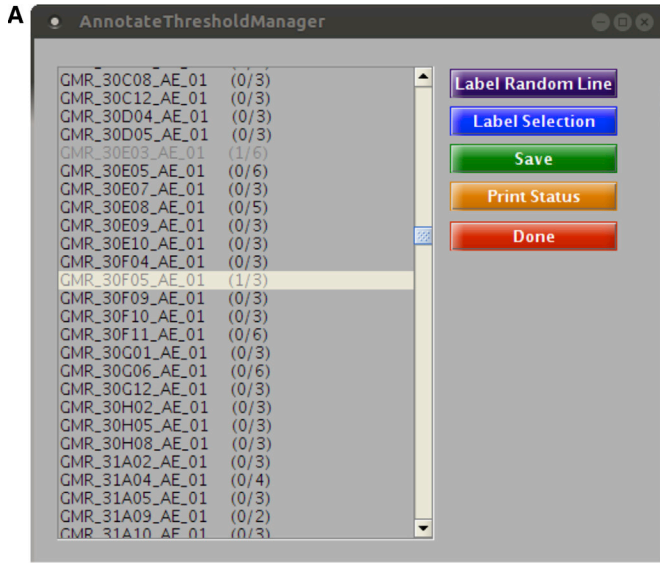 A
AnnotateThresholdManager
GMR_30C08_AE_01 (0/3)
GMR_30C12_AE_01 (0/3)
GMR_30D04_AE_01 (0/3)
GMR_30D05_AE_01 (0/3)
GMR_30E03_AE_01 (1/6)
GMR_30E05_AE_01 (0/6)
GMR_30E07_AE_01 (0/3)
GMR_30E08_AE_01 (0/5)
GMR_30E09_AE_01 (0/3)
GMR_30E10_AE_01 (0/3)
GMR_30F04_AE_01 (0/3)
GMR_30F05_AE_01 (1/3)
GMR_30F09_AE_01 (0/3)
GMR_30F10_AE_01 (0/3)
GMR_30F11_AE_01 (0/6)
GMR_30G01_AE_01 (0/3)
GMR_30G06_AE_01 (0/6)
GMR_30G12_AE_01 (0/3)
GMR_30H02_AE_01 (0/3)
GMR_30H05_AE_01 (0/3)
GMR_30H08_AE_01 (0/3)
GMR_31A02_AE_01 (0/3)
GMR_31A04_AE_01 (0/4)
GMR_31A05_AE_01 (0/3)
GMR_31A09_AE_01 (0/2)
GMR_31A10_AE_01 (0/3)
Label Random Line
Label Selection
Save
Print Status
Done